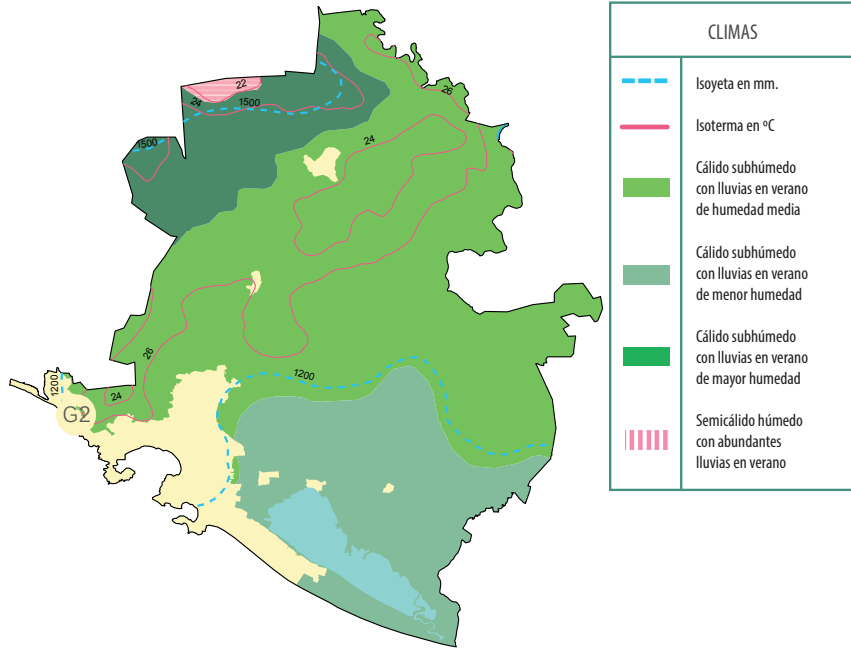 22
24
1500
1500
26
24
26
1200
1200
24
G2
CLIMAS
Isoyeta en mm.
Isoterma en ºC
Cálido subhúmedo
con lluvias en verano
de humedad media
Cálido subhúmedo
con lluvias en verano
de menor humedad
Cálido subhúmedo
con lluvias en verano
de mayor humedad
Semicálido húmedo
con abundantes
lluvias en verano